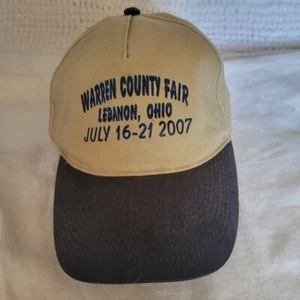 WARREN COUNTY FAIR
LEBANON, OHIO
JULY 16-21 2007